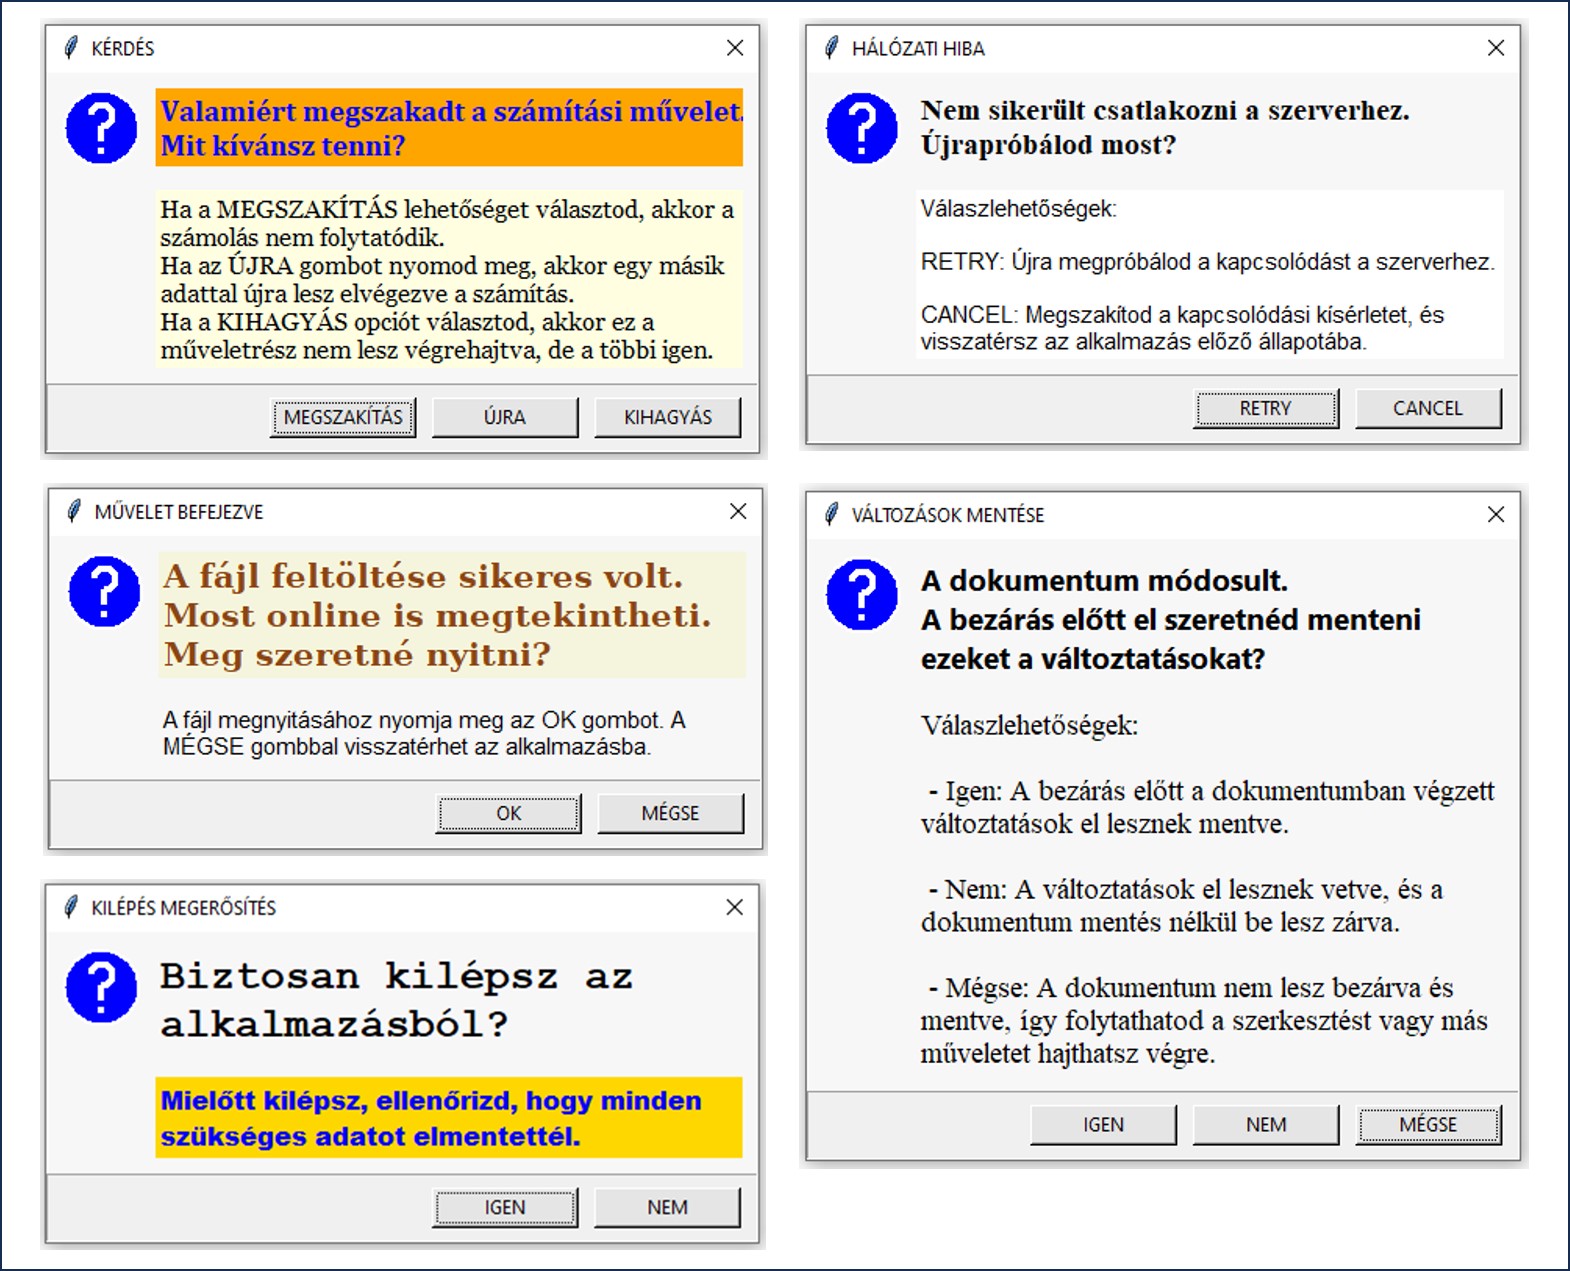 KÉRDÉS
Valamiért megszakadt a számítási művelet.
Mit kívánsz tenni?
Ha a MEGSZAKÍTÁS lehetőséget választod, akkor a
számolás nem folytatódik.
Ha az ÚJRA gombot nyomod meg, akkor egy másik
adattal újra lesz elvégezve a számítás.
Ha a KIHAGYÁS opciót választod, akkor ez a
műveletrész nem lesz végrehajtva, de a többi igen.
MEGSZAKÍTÁS ÚJRA KIHAGYÁS
HÁLÓZATI HIBA
Nem sikerült csatlakozni a szerverhez.
Újrapróbálod most?
Válaszlehetőségek:
RETRY: Újra megpróbálod a kapcsolódást a szerverhez.
CANCEL: Megszakítod a kapcsolódási kísérletet, és
visszatérsz az alkalmazás előző állapotába.
RETRY CANCEL
MŰVELET BEFEJEZVE
A fájl feltöltése sikeres volt.
Most online is megtekintheti.
Meg szeretné nyitni?
A fájl megnyitásához nyomja meg az OK gombot. A
MÉGSE gombbal visszatérhet az alkalmazásba.
OK MÉGSE
VÁLTOZÁSOK MENTÉSE
A dokumentum módosult.
A bezárás előtt el szeretnéd menteni
ezeket a változtatásokat?
Válaszlehetőségek:
- Igen: A bezárás előtt a dokumentumban végzett
változtatások el lesznek mentve.
- Nem: A változtatások el lesznek vetve, és a
dokumentum mentés nélkül be lesz zárva.
- Mégse: A dokumentum nem lesz bezárva és
mentve, így folytathatod a szerkesztést vagy más
műveletet hajthatsz végre.
IGEN NEM MÉGSE
KILÉPÉS MEGERŐSÍTÉS
Biztosan kilépsz az
alkalmazásból?
Mielőtt kilépsz, ellenőrizd, hogy minden
szükséges adatot elmentettél.
IGEN NEM